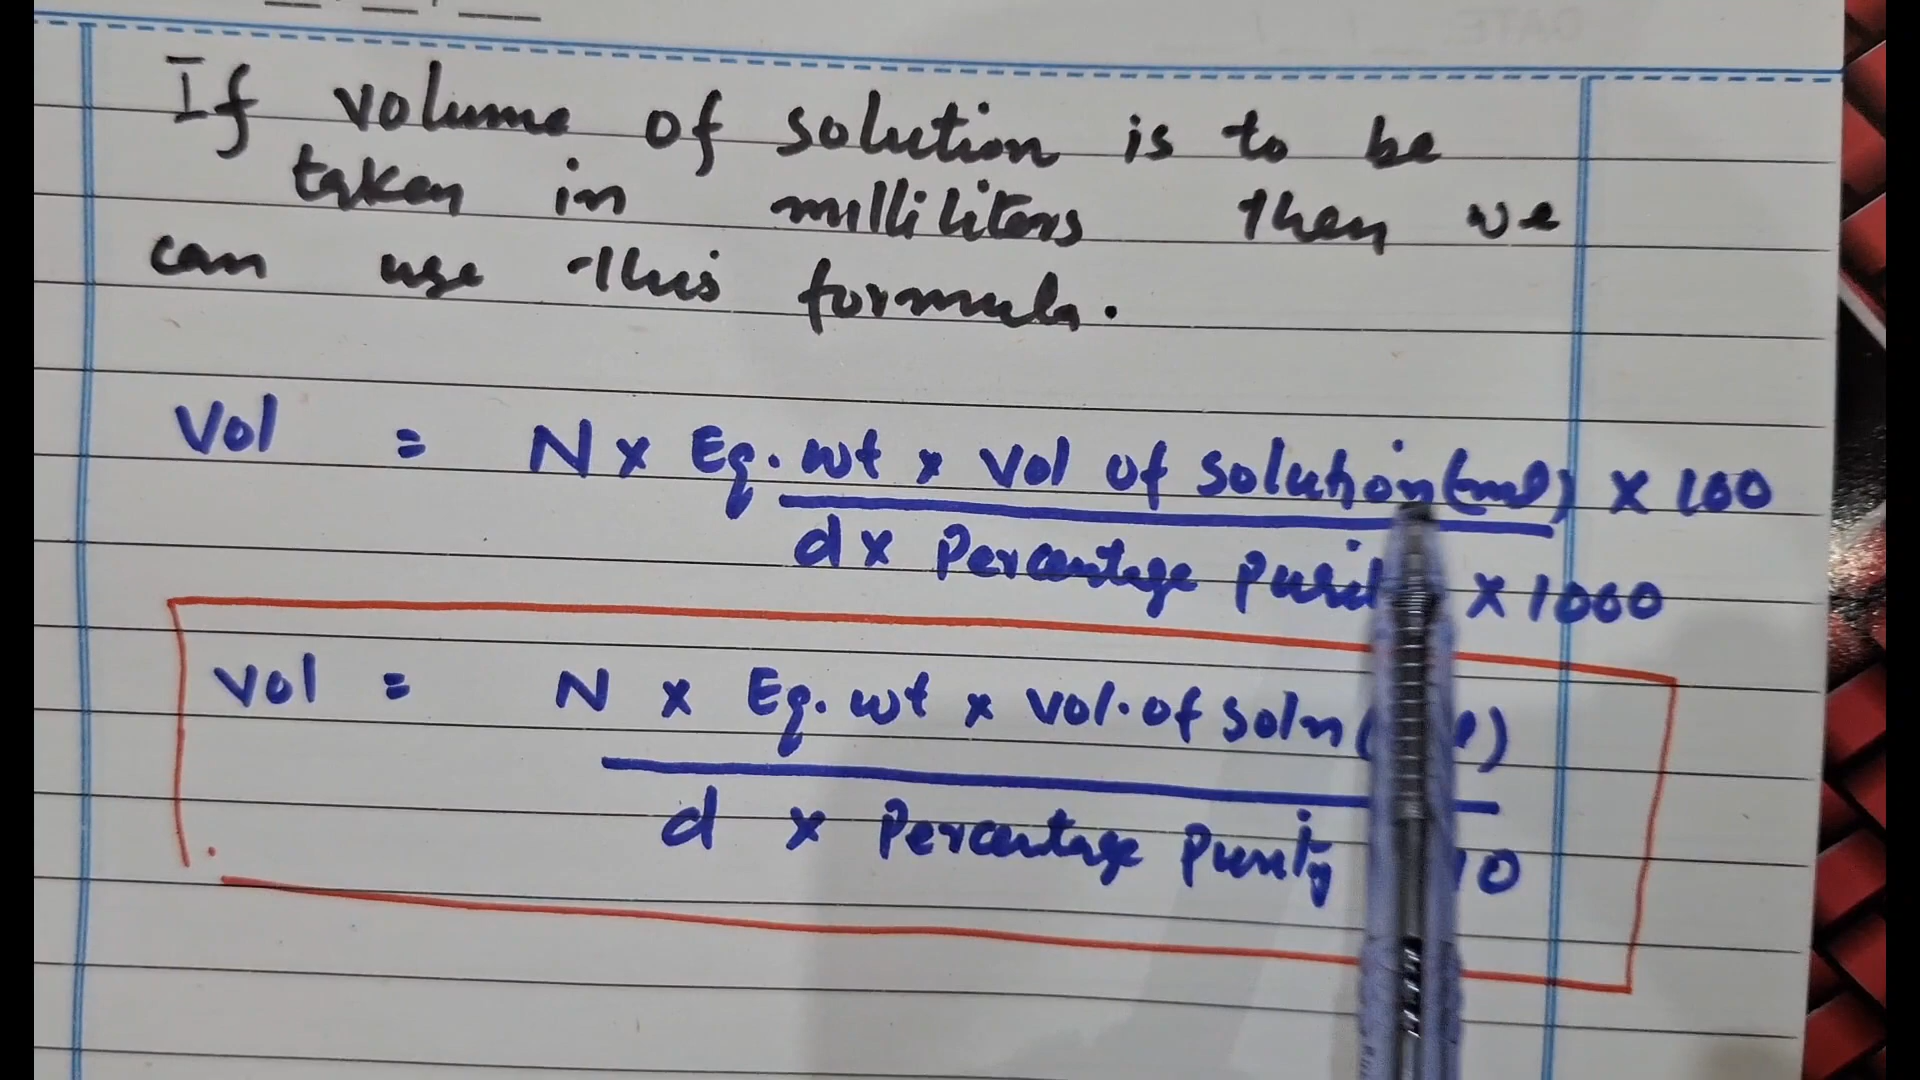 If volume of solution is to be
taken in milliliters then we
can use this formula.
Vol = N x Eq. wt x Vol of solution (ml) x 100
d x Percentage x 1000
Vol = N x Eq. wt x Vol. of soln
d x Percentage Purity 10